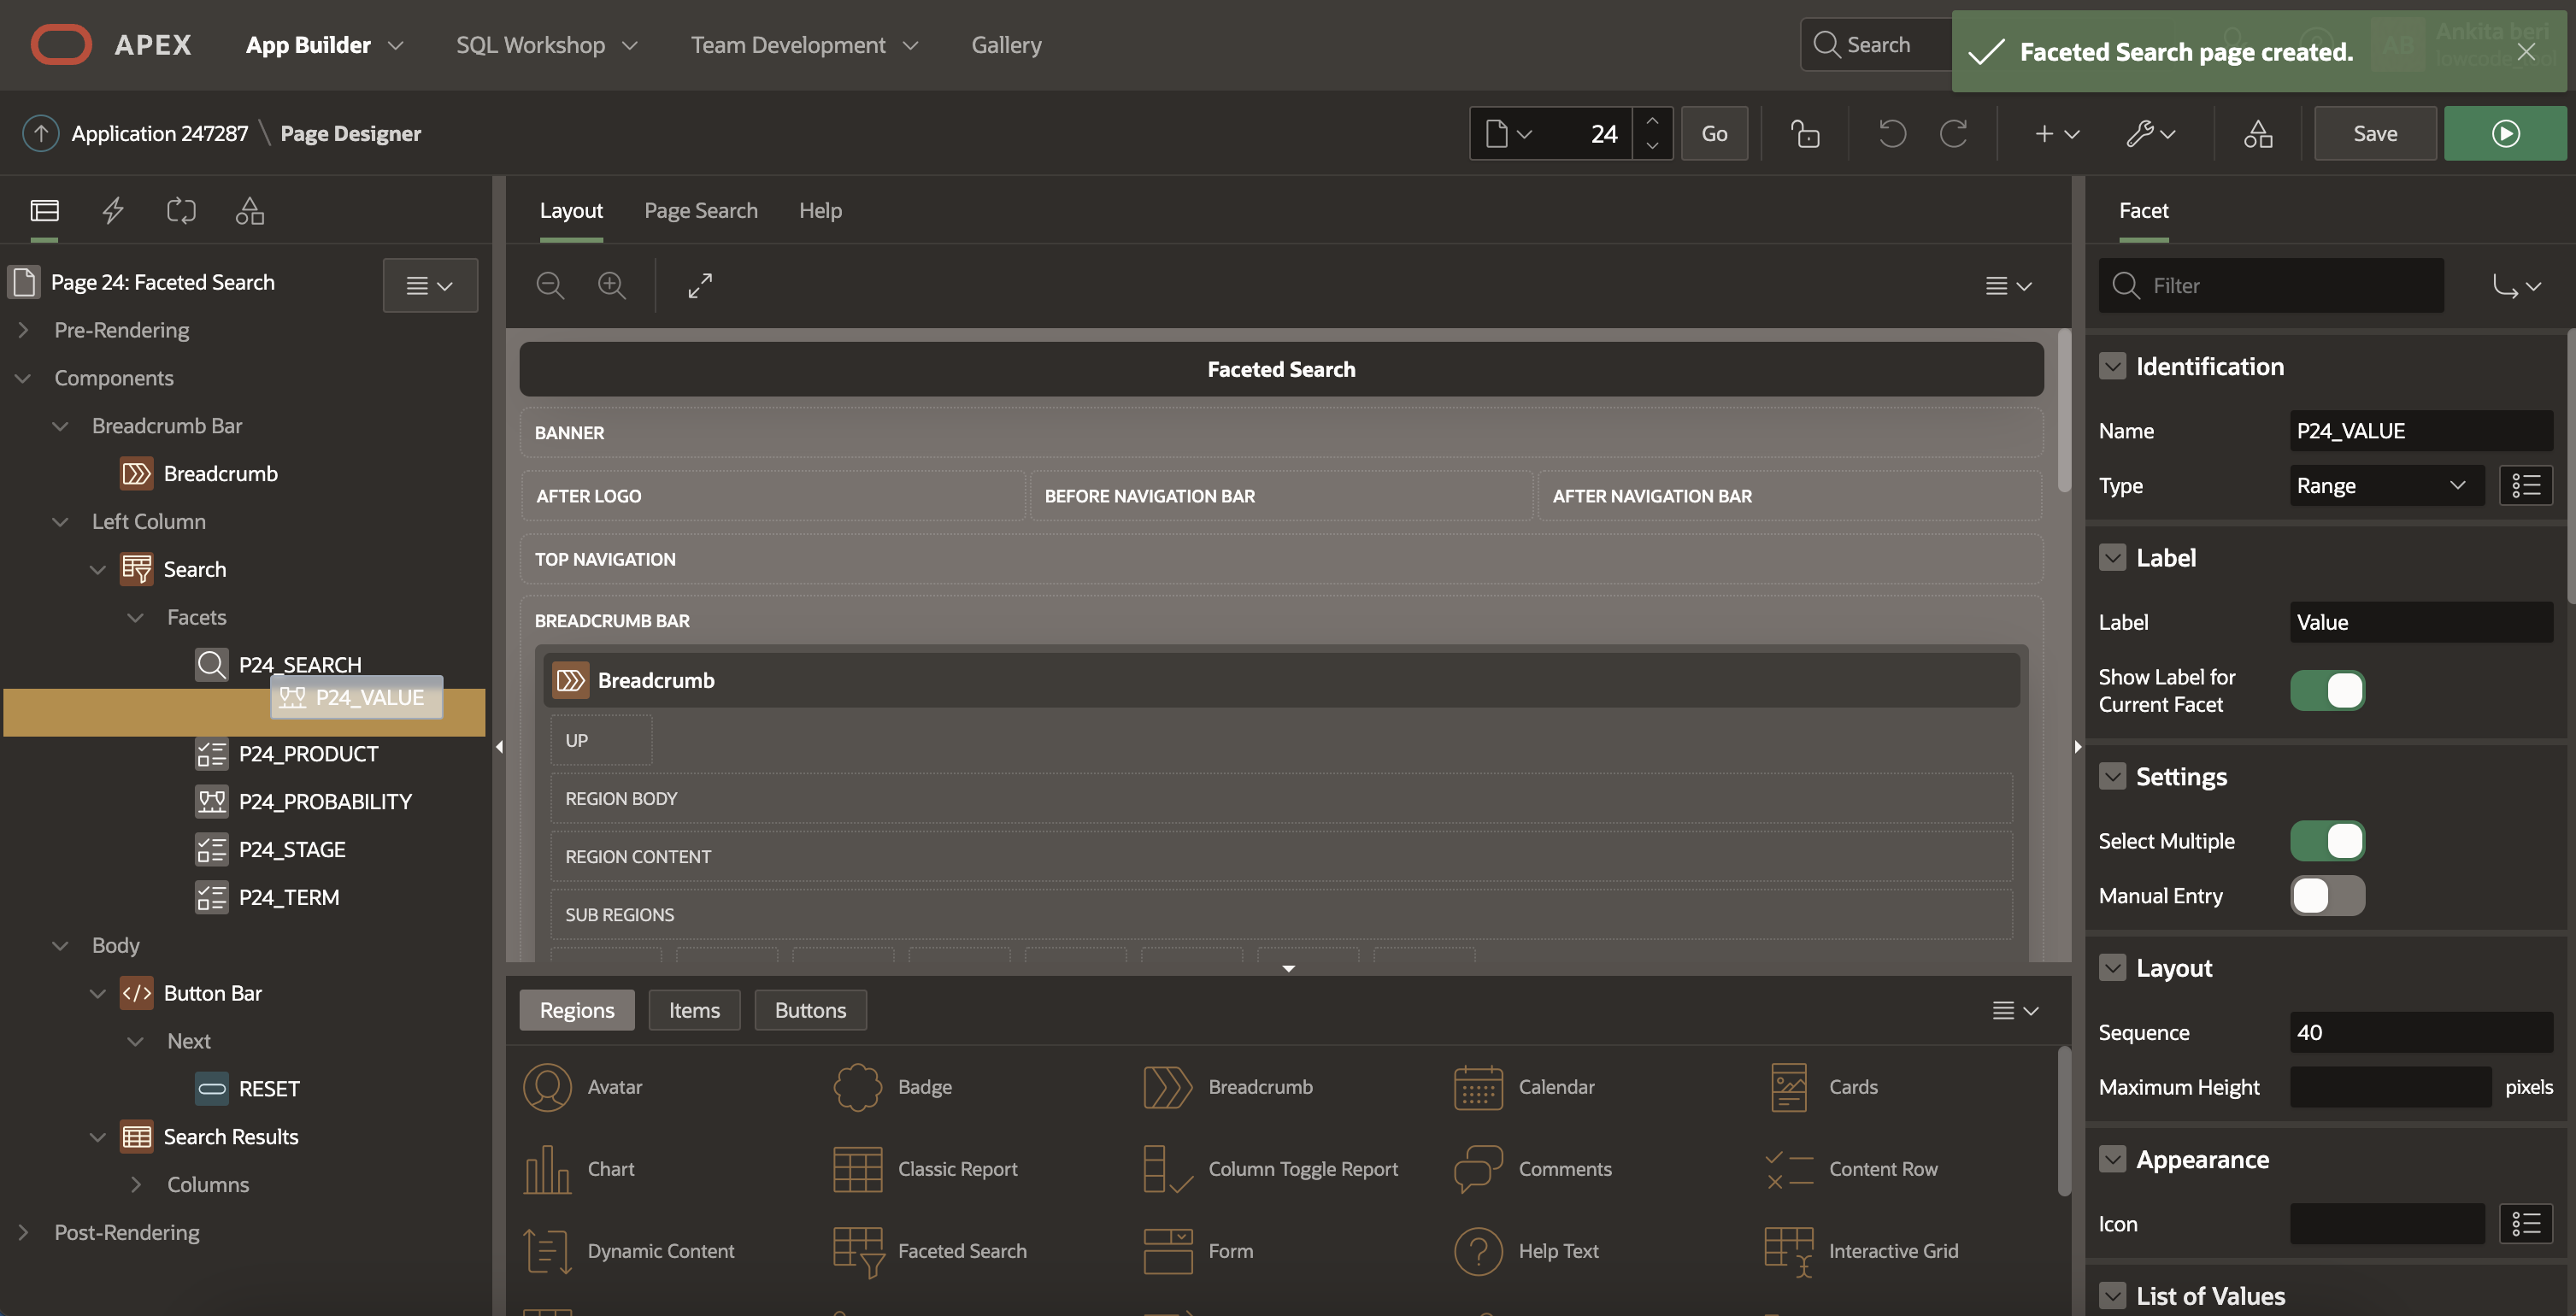 APEX
App Builder
SQL Workshop
Team Development
Gallery
Search
Faceted Search page created.
Ankita beri
AB
Application 247287 \ Page Designer
24
Go
Save
Page 24: Faceted Search
Pre-Rendering
Components
Breadcrumb Bar
Breadcrumb
Left Column
Search
Facets
P24_SEARCH
P24_VALUE
P24_PRODUCT
P24_PROBABILITY
P24_STAGE
P24_TERM
Body
Button Bar
Next
RESET
Search Results
Columns
Post-Rendering
Layout
Page Search
Help
Faceted Search
BANNER
AFTER LOGO
BEFORE NAVIGATION BAR
AFTER NAVIGATION BAR
TOP NAVIGATION
BREADCRUMB BAR
Breadcrumb
UP
REGION BODY
REGION CONTENT
SUB REGIONS
Regions
Items
Buttons
Avatar
Badge
Breadcrumb
Calendar
Cards
Chart
Classic Report
Column Toggle Report
Comments
Content Row
Dynamic Content
Faceted Search
Form
Help Text
Interactive Grid
Facet
Filter
Identification
Name
P24_VALUE
Type
Range
Label
Label
Value
Show Label for
Current Facet
Settings
Select Multiple
Manual Entry
Layout
Sequence
40
Maximum Height
pixels
Appearance
Icon
List of Values